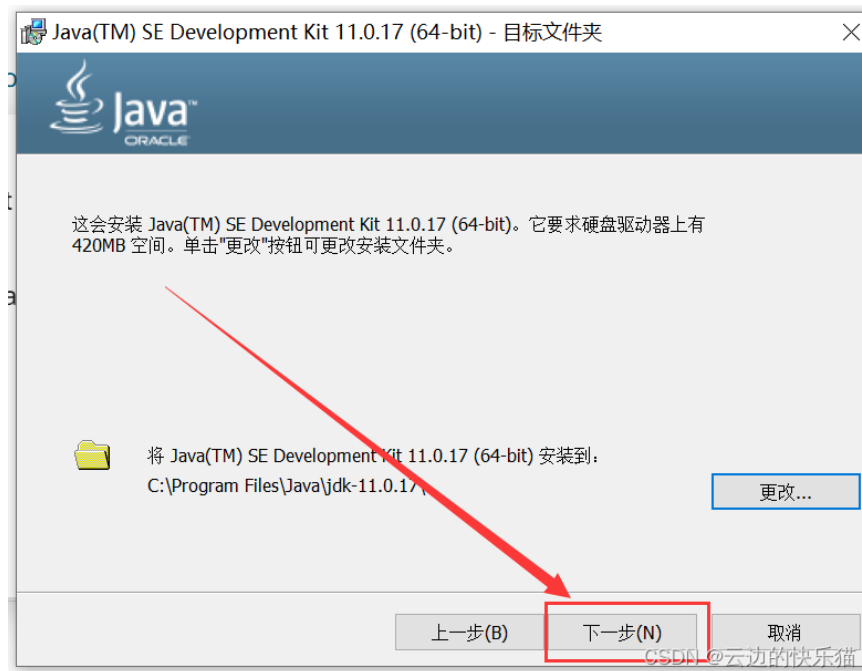 Java(TM) SE Development Kit 11.0.17 (64-bit) - 目标文件夹
Java™
ORACLE
这会安装 Java(TM) SE Development Kit 11.0.17 (64-bit)。它要求硬盘驱动器上有
420MB 空间。单击"更改"按钮可更改安装文件夹。
将 Java(TM) SE Development Kit 11.0.17 (64-bit) 安装到:
C:\Program Files\Java\jdk-11.0.17\
更改...
上一步(B)
下一步(N)
取消
CSDN @云边的快乐猫